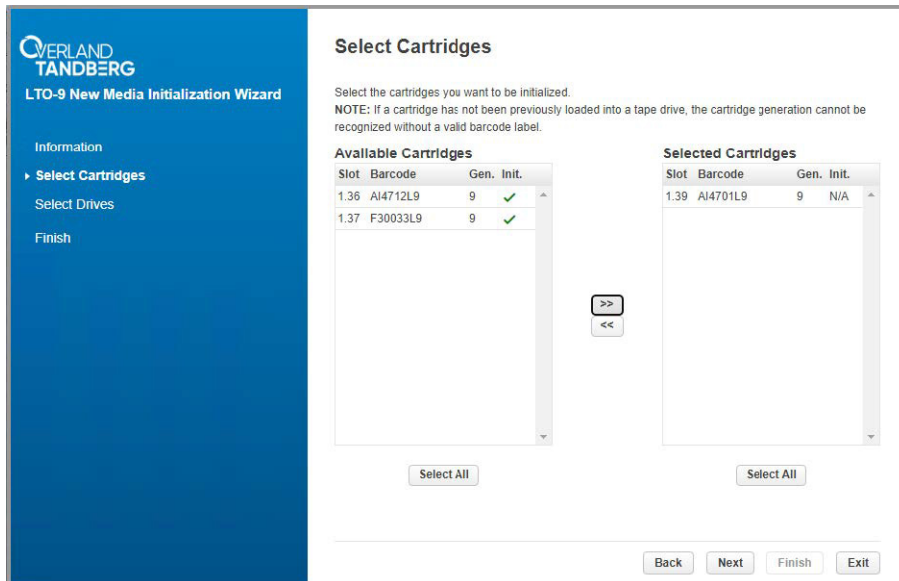 OVERLAND
TANDBERG
LTO-9 New Media Initialization Wizard
Information
Select Cartridges
Select Drives
Finish
Select Cartridges
Select the cartridges you want to be initialized.
NOTE: If a cartridge has not been previously loaded into a tape drive, the cartridge generation cannot be
recognized without a valid barcode label.
Available Cartridges
Slot Barcode Gen. Init.
1.36 AI4712L9 9 ✓
1.37 F30033L9 9 ✓
Select All
>>
<<
Selected Cartridges
Slot Barcode Gen. Init.
1.39 AI4701L9 9 N/A
Select All
Back Next Finish Exit